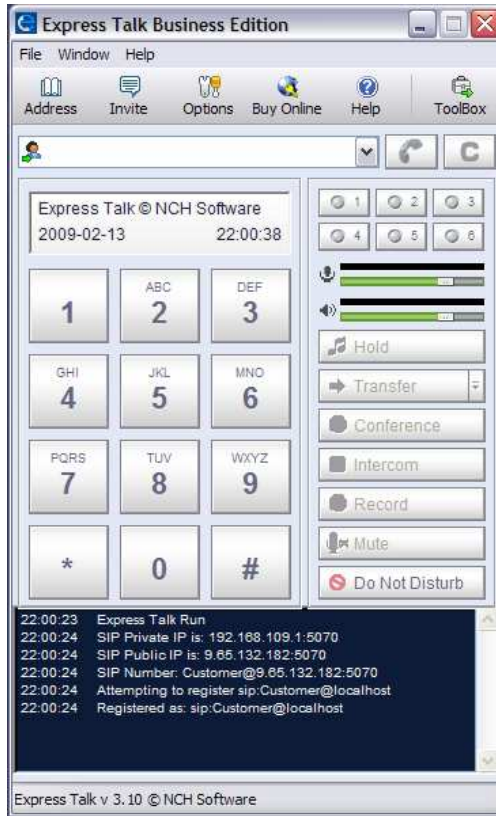 Express Talk Business Edition
File Window Help
Address Invite Options Buy Online Help ToolBox
C
Express Talk © NCH Software
2009-02-13 22:00:38
1 2 3
4 5 6
ABC DEF
1 2 3
GHI JKL MNO
4 5 6
PQRS TUV WXYZ
7 8 9
* 0 #
Hold
Transfer
Conference
Intercom
Record
Mute
Do Not Disturb
22:00:23 Express Talk Run
22:00:24 SIP Private IP is: 192.168.109.1:5070
22:00:24 SIP Public IP is: 9.65.132.182:5070
22:00:24 SIP Number: Customer@9.65.132.182:5070
22:00:24 Attempting to register sip:Customer@localhost
22:00:24 Registered as: sip:Customer@localhost
Express Talk v 3.10 © NCH Software